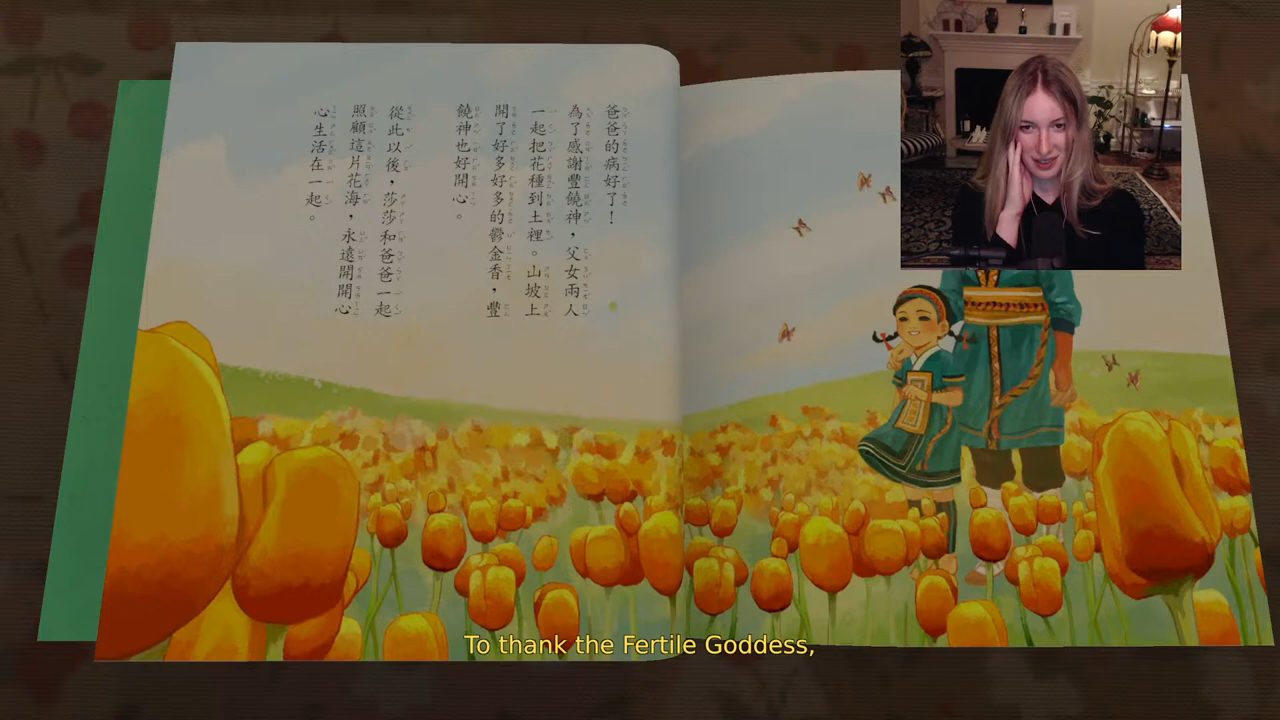 爸爸的病好了！
為了感謝豐饒神，父女兩人
一起把花種到土裡。山坡上
開了好多好多的鬱金香，豐
饒神也好開心。
從此以後，莎莎和爸爸一起
照顧這片花海，永遠開開心
心生活在一起。
To thank the Fertile Goddess,